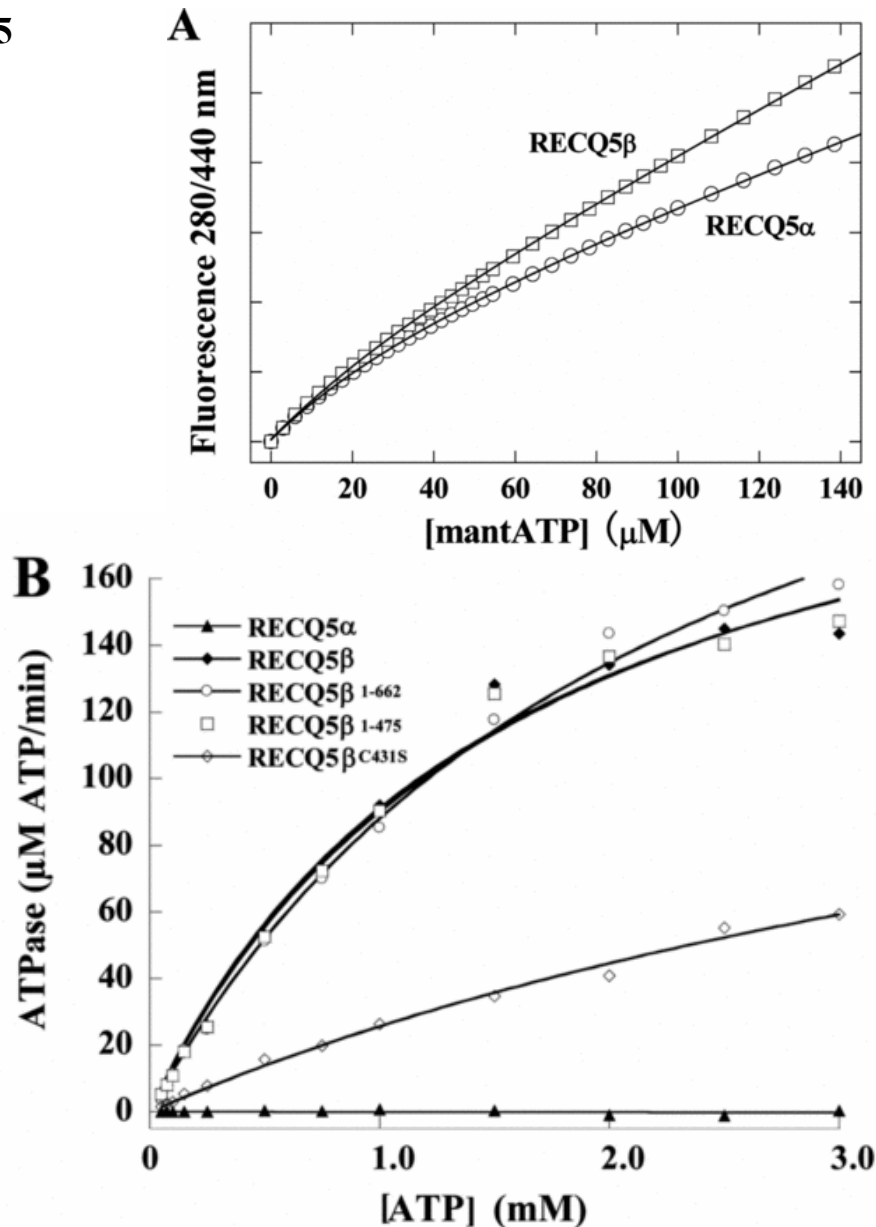 5
A
Fluorescence 280/440 nm
RECQ5β
RECQ5α
0 20 40 60 80 100 120 140
[mantATP] (μM)
B
160
140
120
100
80
60
40
20
0
ATPase (μM ATP/min)
RECQ5α
RECQ5β
RECQ5β 1-662
RECQ5β 1-475
RECQ5β C431S
0 1.0 2.0 3.0
[ATP] (mM)